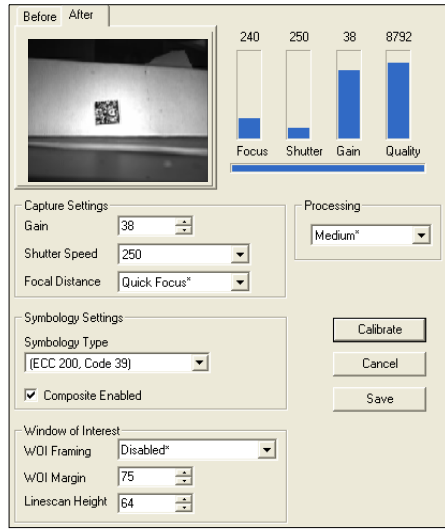 Before After
240 250 38 8792
Focus Shutter Gain Quality
Capture Settings
Gain 38
Shutter Speed 250
Focal Distance Quick Focus*
Processing
Medium*
Symbology Settings
Symbology Type
(ECC 200, Code 39)
Composite Enabled
Calibrate
Cancel
Save
Window of Interest
WOI Framing Disabled*
WOI Margin 75
Linescan Height 64